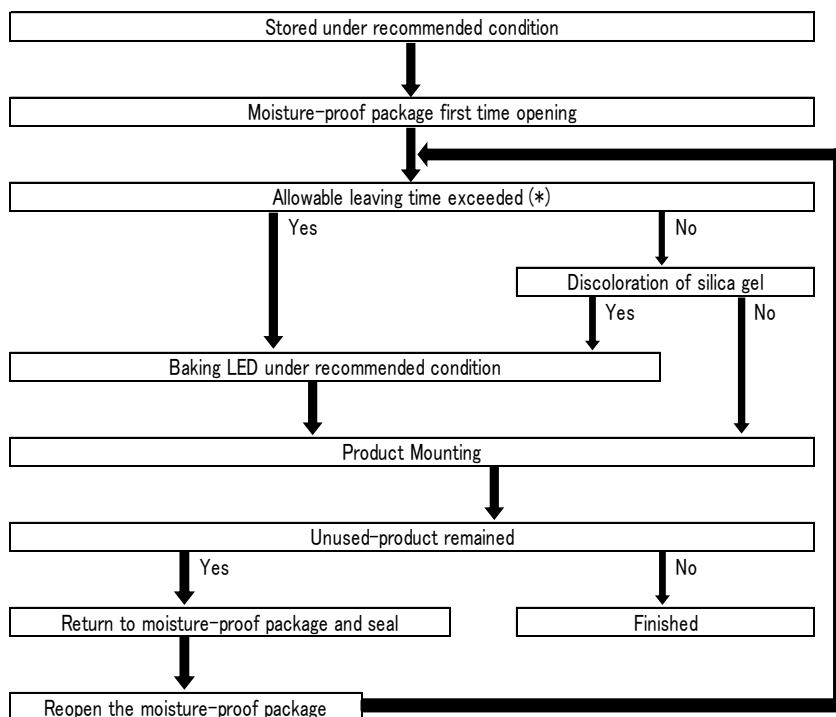 Stored under recommended condition
Moisture-proof package first time opening
Allowable leaving time exceeded (*)
Yes
No
Discoloration of silica gel
Yes
No
Baking LED under recommended condition
Product Mounting
Unused-product remained
Yes
No
Return to moisture-proof package and seal
Finished
Reopen the moisture-proof package